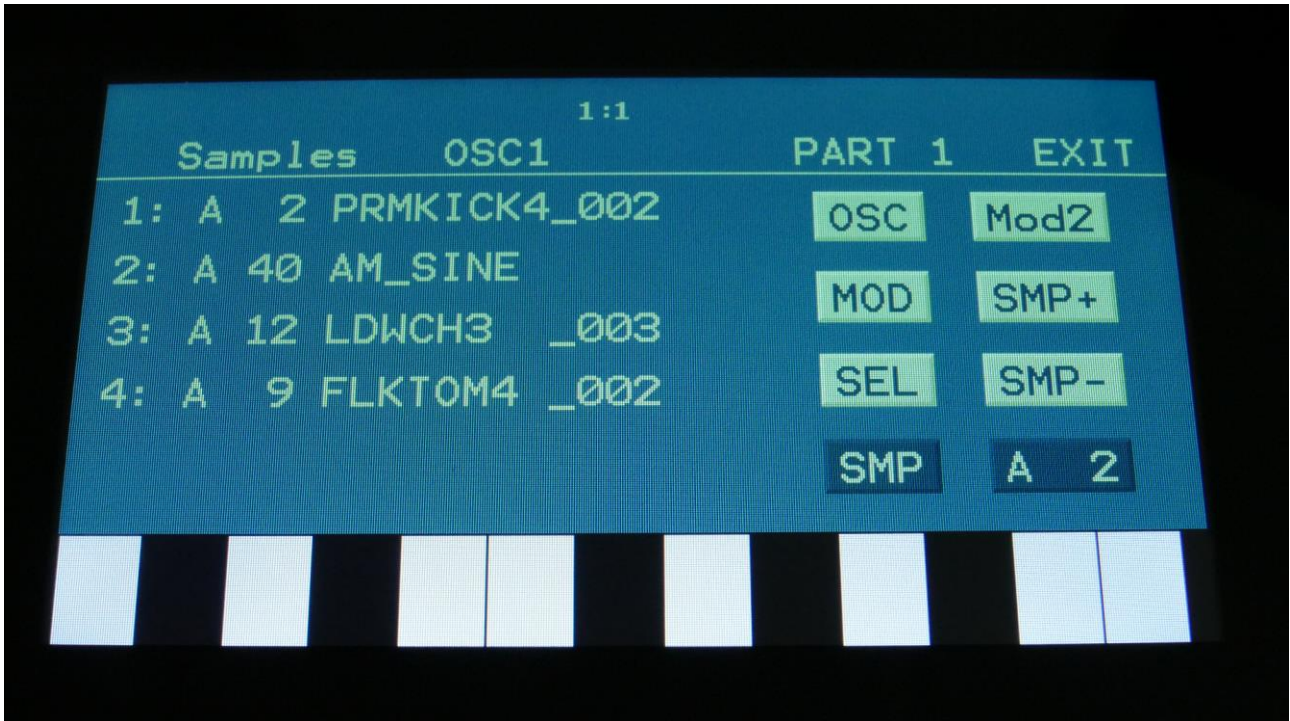 1:1
Samples OSC1 PART 1 EXIT
1: A 2 PRMKICK4_002 OSC Mod2
2: A 40 AM_SINE MOD SMP+
3: A 12 LDWCH3 _003 SEL SMP-
4: A 9 FLKTOM4 _002 SMP A 2